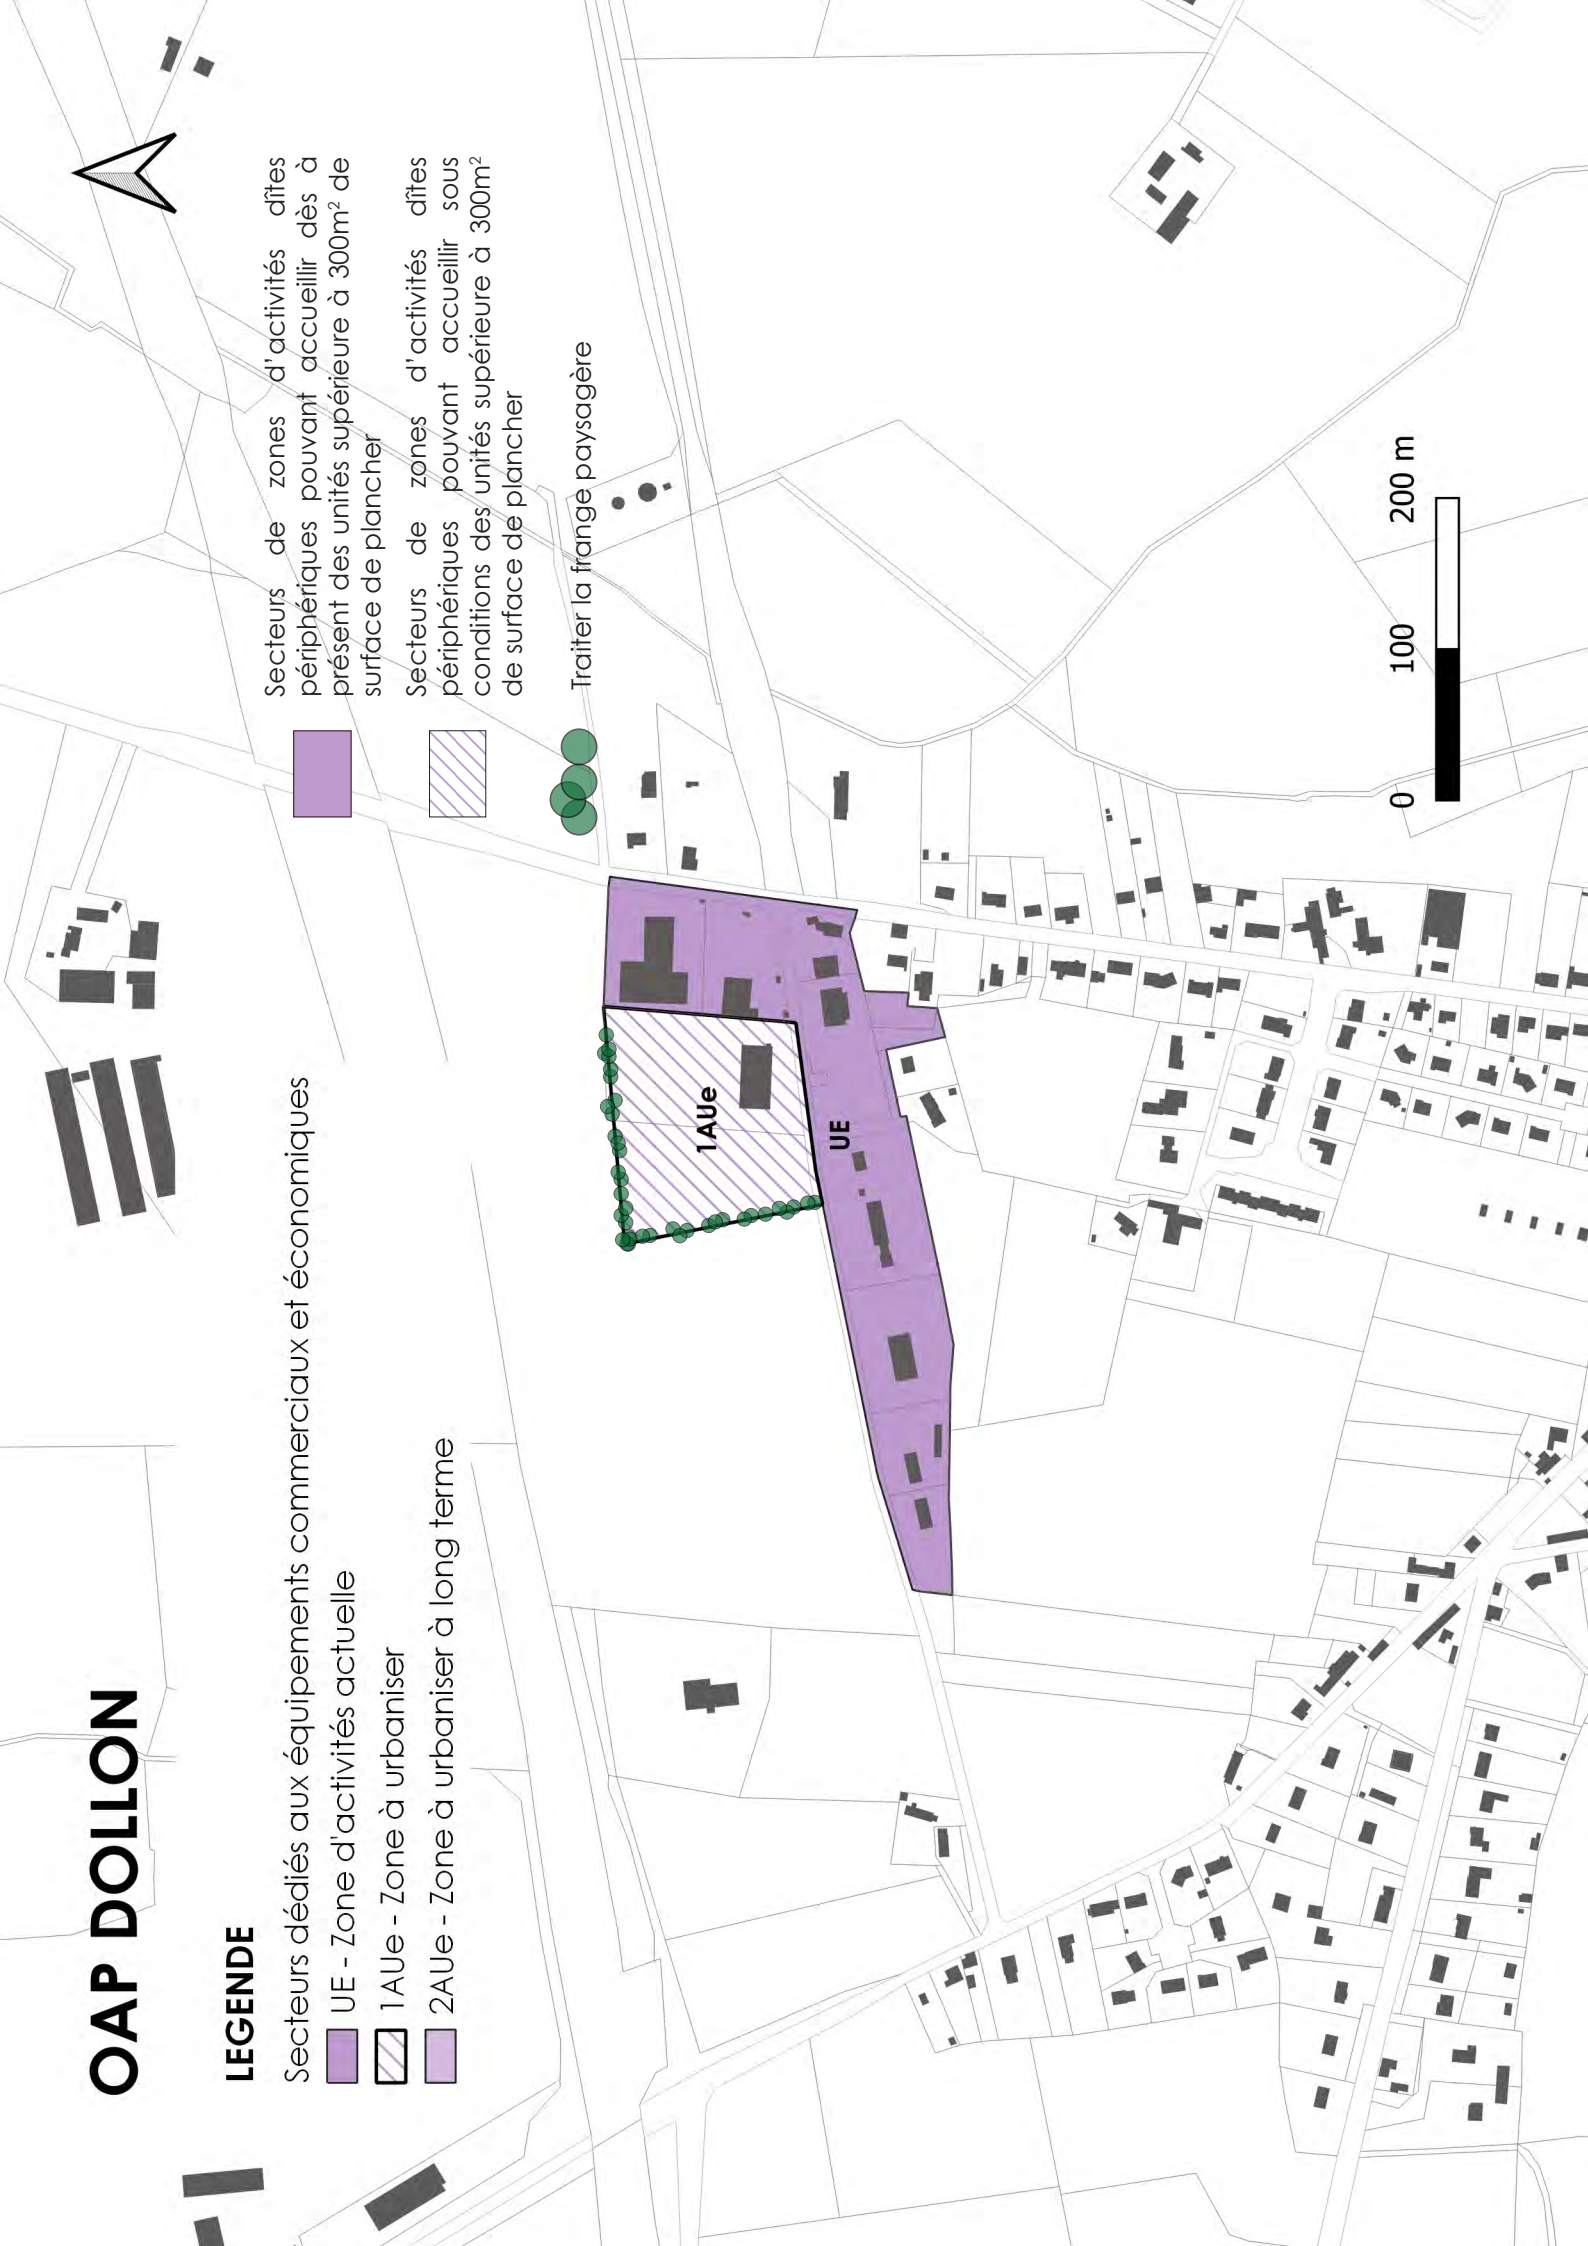 OAP DOLLON
LEGENDE
Secteurs dédiés aux équipements commerciaux et économiques
UE - Zone d'activités actuelle
1AUe - Zone à urbaniser
2AUe - Zone à urbaniser à long terme
Secteurs de zones d'activités dîtes
périphériques pouvant accueillir dès à
présent des unités supérieure à 300m² de
surface de plancher
Secteurs de zones d'activités dîtes
périphériques pouvant accueillir sous
conditions des unités supérieure à 300m²
de surface de plancher
Traiter la frange paysagère
1AUe
UE
0 100 200 m